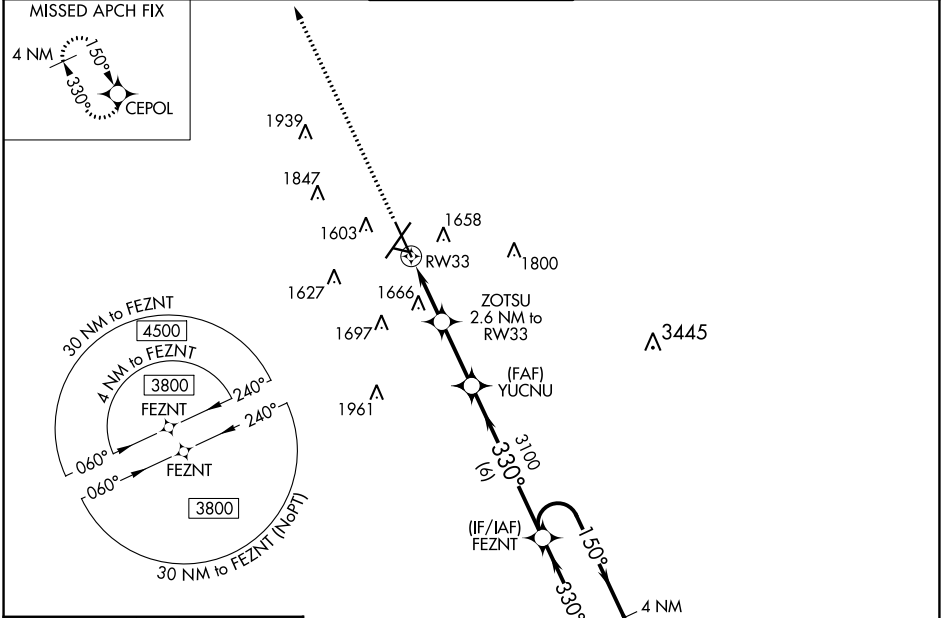 MISSED APCH FIX
4 NM
150°
330°
CEPOL
1939
1847
1603
1658
RW33
1800
1627
1666
ZOTSU
2.6 NM to
RW33
1697
3445
(FAF)
YUCNU
1961
30 NM to FEZNT
4500
4 NM to FEZNT
3800
FEZNT
240°
240°
060°
060°
FEZNT
3800
30 NM to FEZNT (NoPT)
3100
330°
(6)
(IF/IAF)
FEZNT
150°
330°
4 NM